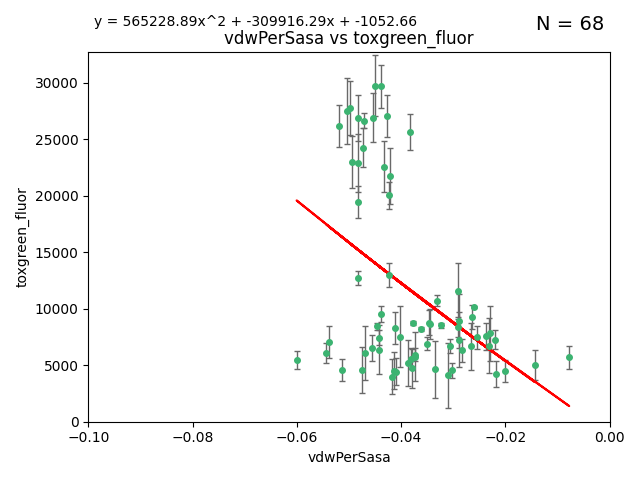 y = 565228.89x^2 + -309916.29x + -1052.66
N = 68
vdwPerSasa vs toxgreen_fluor
toxgreen_fluor
30000
25000
20000
15000
10000
5000
0
−0.10
−0.08
−0.06
−0.04
−0.02
0.00
vdwPerSasa